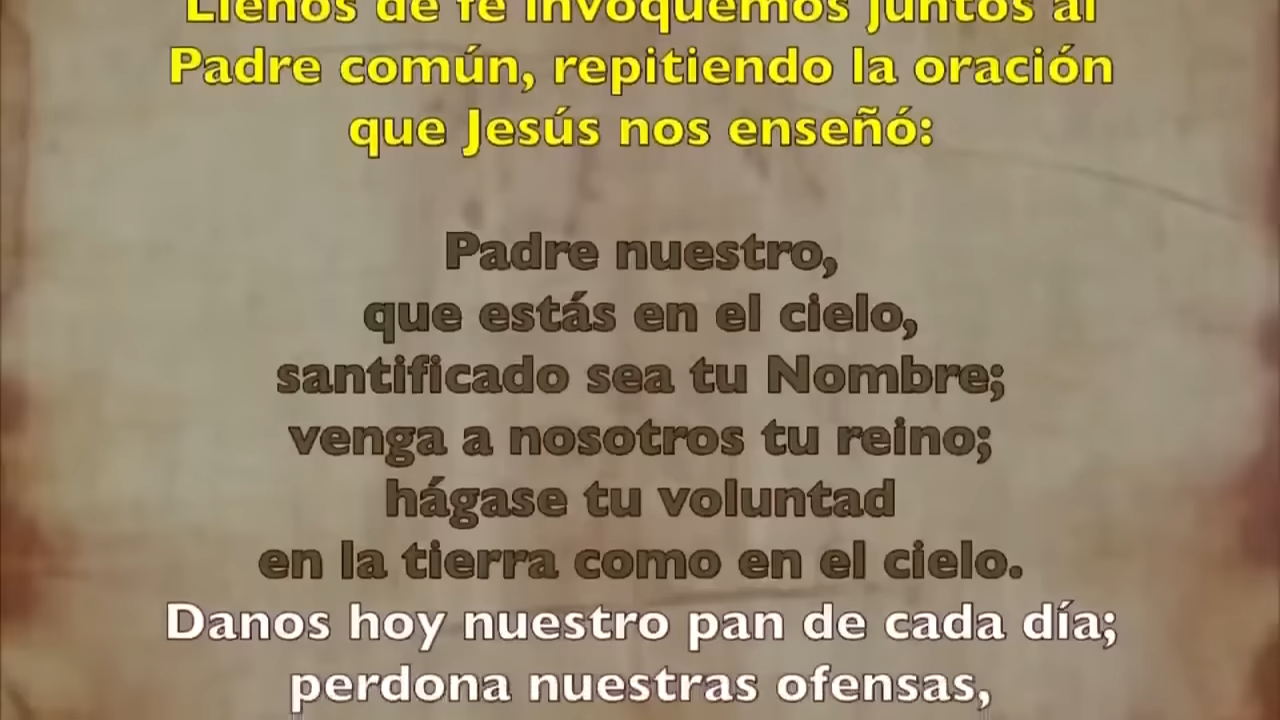 Llenos de fe invoquemos juntos al
Padre común, repitiendo la oración
que Jesús nos enseñó:
Padre nuestro,
que estás en el cielo,
santificado sea tu Nombre;
venga a nosotros tu reino;
hágase tu voluntad
en la tierra como en el cielo.
Danos hoy nuestro pan de cada día;
perdona nuestras ofensas,